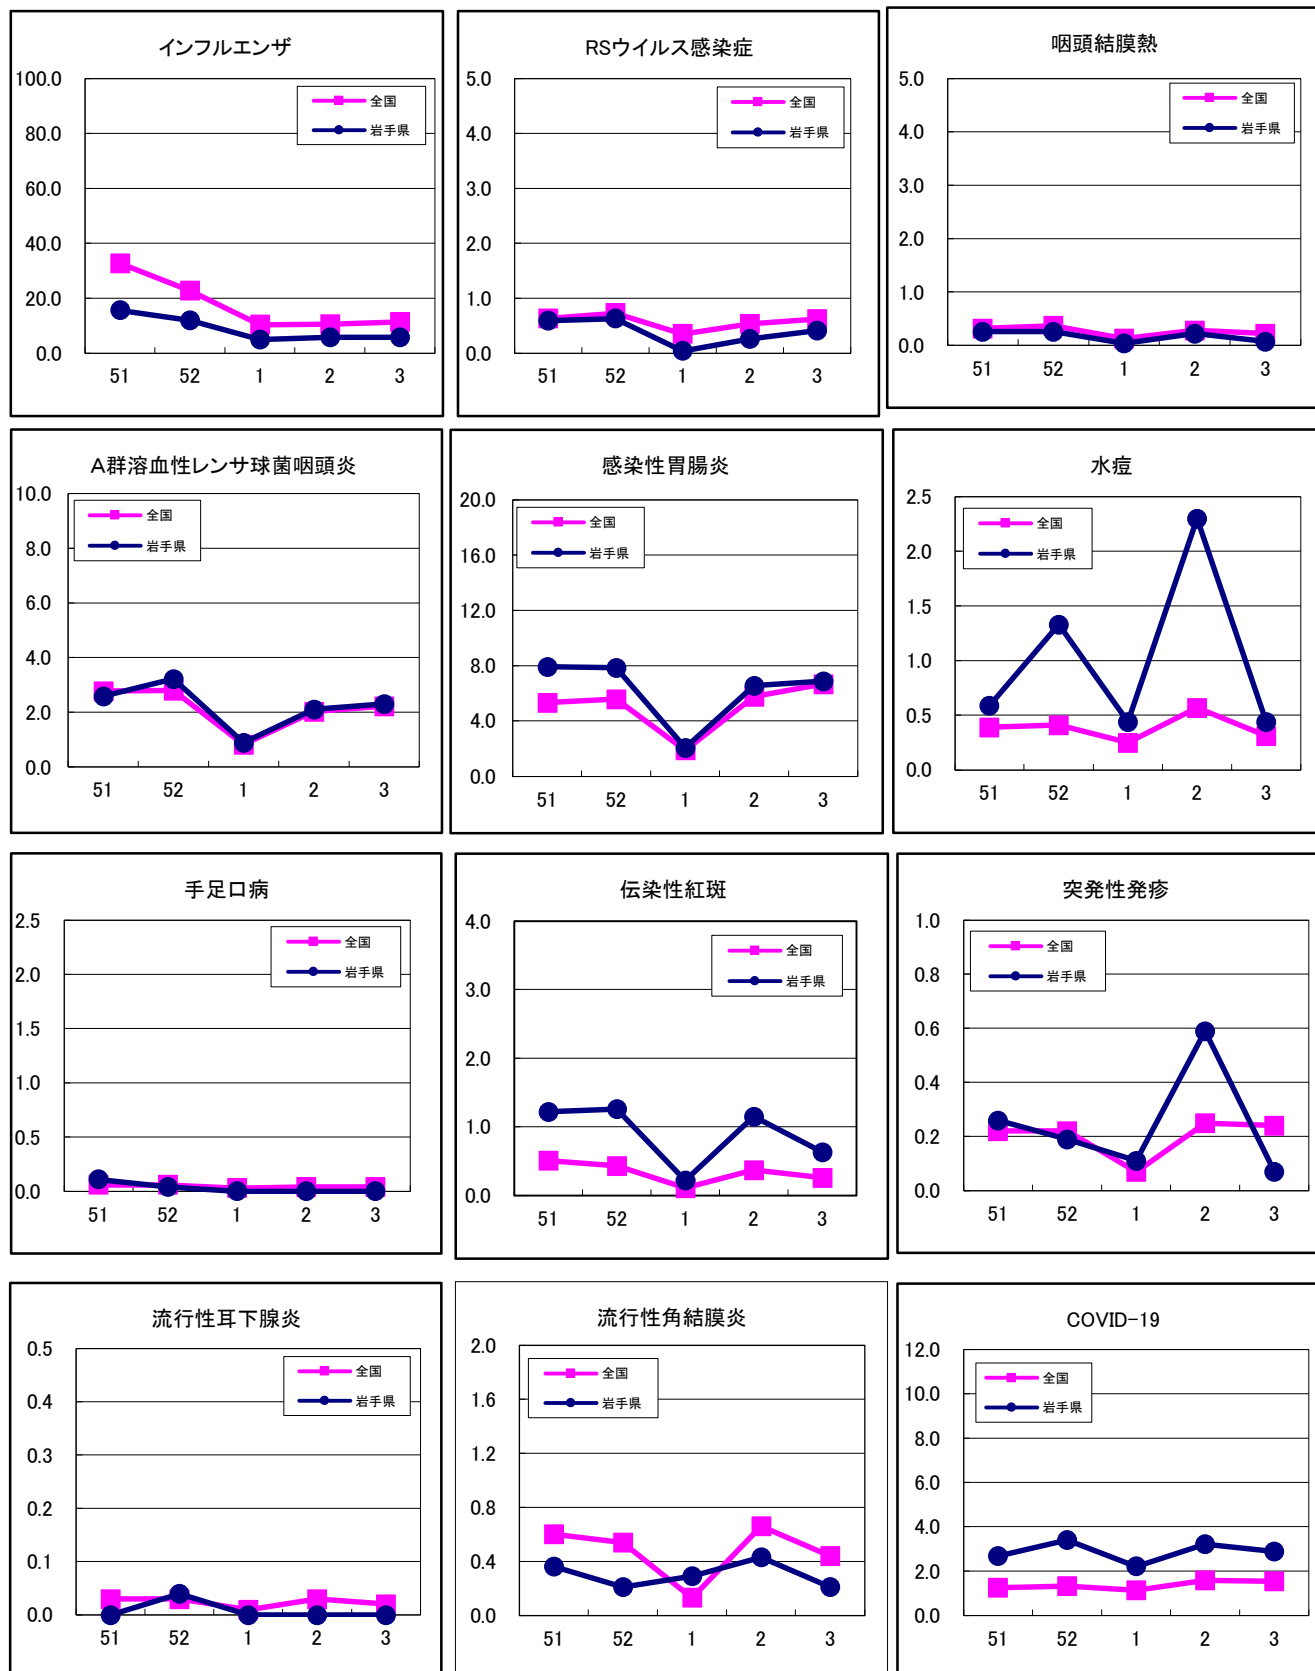 インフルエンザ
100.0
80.0
60.0
40.0
20.0
0.0
全国
岩手県
51 52 1 2 3
RSウイルス感染症
5.0
4.0
3.0
2.0
1.0
0.0
全国
岩手県
51 52 1 2 3
咽頭結膜熱
5.0
4.0
3.0
2.0
1.0
0.0
全国
岩手県
51 52 1 2 3
A群溶血性レンサ球菌咽頭炎
10.0
8.0
6.0
4.0
2.0
0.0
全国
岩手県
51 52 1 2 3
感染性胃腸炎
20.0
16.0
12.0
8.0
4.0
0.0
全国
岩手県
51 52 1 2 3
水痘
2.5
2.0
1.5
1.0
0.5
0.0
全国
岩手県
51 52 1 2 3
手足口病
2.5
2.0
1.5
1.0
0.5
0.0
全国
岩手県
51 52 1 2 3
伝染性紅斑
4.0
3.0
2.0
1.0
0.0
全国
岩手県
51 52 1 2 3
突発性発疹
1.0
0.8
0.6
0.4
0.2
0.0
全国
岩手県
51 52 1 2 3
流行性耳下腺炎
0.5
0.4
0.3
0.2
0.1
0.0
全国
岩手県
51 52 1 2 3
流行性角結膜炎
2.0
1.6
1.2
0.8
0.4
0.0
全国
岩手県
51 52 1 2 3
COVID-19
12.0
10.0
8.0
6.0
4.0
2.0
0.0
全国
岩手県
51 52 1 2 3